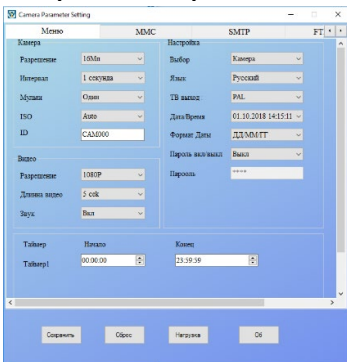 Camera Parameter Setting
Меню MMC SMTP FT
Камера
Разрешение 16Мп
Интервал 1 секунда
Мульти Один
ISO Auto
ID CAM000
Видео
Разрешение 1080P
Длинна видео 5 сek
Звук Вкл
Настройка
Выбор Камера
Язык Русский
ТВ выход PAL
Дата/Время 01.10.2018 14:15:11
Формат Даты ДД/ММ/ГГ
Пароль вкл/выкл Выкл
Пароль ****
Таймер Начало Конец
Таймер1 00:00:00 23:59:59
Сохранить Сброс Нагрузка Об